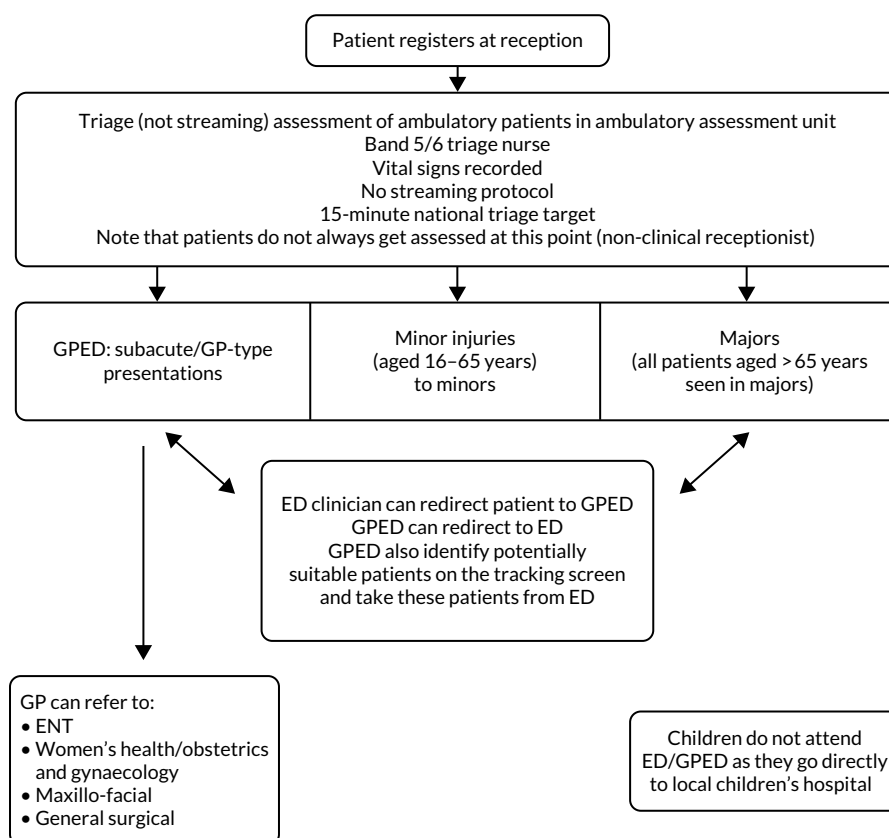 Patient registers at reception
Triage (not streaming) assessment of ambulatory patients in ambulatory assessment unit
Band 5/6 triage nurse
Vital signs recorded
No streaming protocol
15-minute national triage target
Note that patients do not always get assessed at this point (non-clinical receptionist)
GPED: subacute/GP-type
presentations
Minor injuries
(aged 16–65 years)
to minors
Majors
(all patients aged >65 years
seen in majors)
ED clinician can redirect patient to GPED
GPED can redirect to ED
GPED also identify potentially
suitable patients on the tracking screen
and take these patients from ED
GP can refer to:
• ENT
• Women’s health/obstetrics
and gynaecology
• Maxillo-facial
• General surgical
Children do not attend
ED/GPED as they go directly
to local children’s hospital